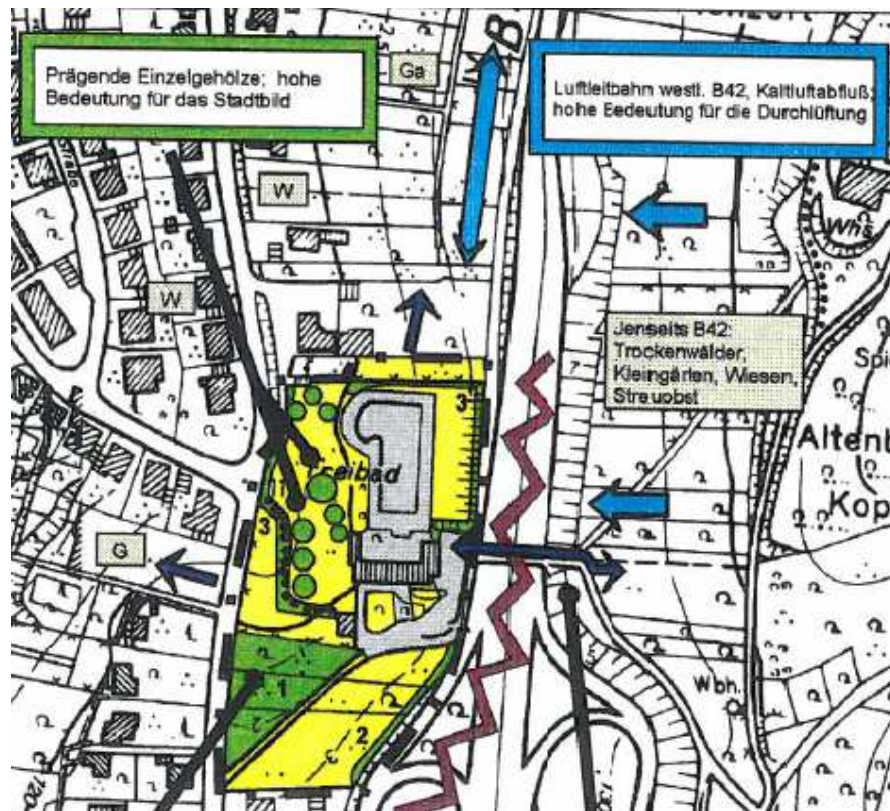 Prägende Einzelgehölze; hohe
Bedeutung für das Stadtbild
Ga
B
Luftleitbahn westl. B42, Kaltluftabfluß;
hohe Bedeutung für die Durchlüftung
W
Whs.
W
Jenseits B42:
Trockenwälder,
Kleingärten, Wiesen,
Streuobst
3
Altenb
Kop
3
G
Wbh.
1
2